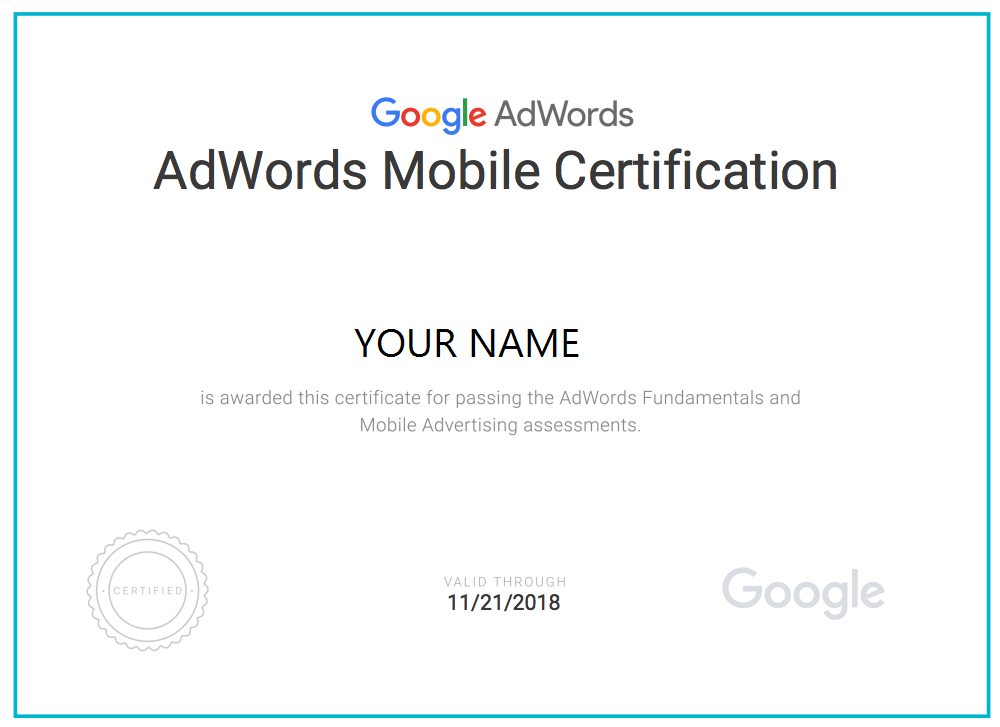 Google AdWords
AdWords Mobile Certification
YOUR NAME
is awarded this certificate for passing the AdWords Fundamentals and
Mobile Advertising assessments.
· CERTIFIED ·
VALID THROUGH
11/21/2018
Google